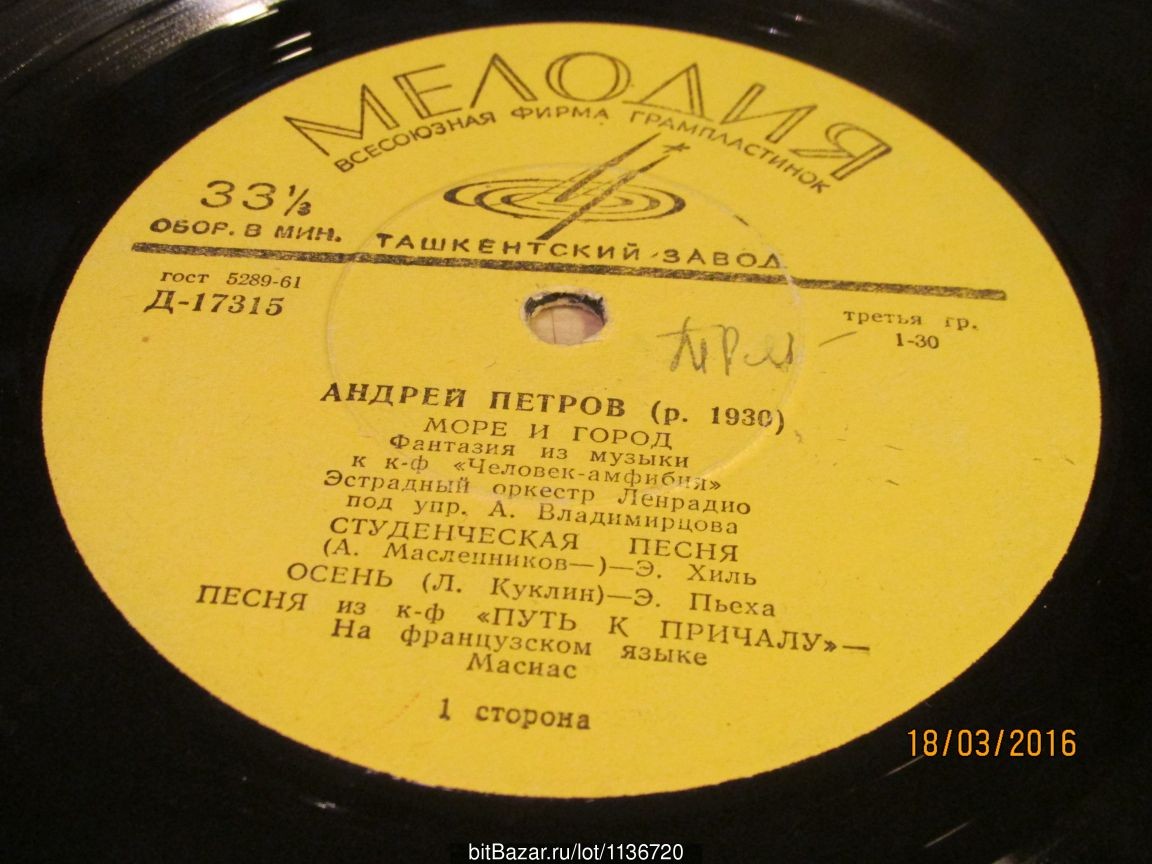 МЕЛОДИЯ
ВСЕСОЮЗНАЯ ФИРМА ГРАМПЛАСТИНОК
33⅓
ОБОР. В МИН.
ТАШКЕНТСКИЙ ЗАВОД
гост 5289-61
Д-17315
третья гр.
1-30
АНДРЕЙ ПЕТРОВ (р. 1930)
МОРЕ И ГОРОД
Фантазия из музыки
к к-ф «Человек-амфибия»
Эстрадный оркестр Ленрадио
под упр. А. Владимирцова
СТУДЕНЧЕСКАЯ ПЕСНЯ
(А. Масленников—)—Э. Хиль
ОСЕНЬ (Л. Куклин)—Э. Пьеха
ПЕСНЯ из к-ф «ПУТЬ К ПРИЧАЛУ»—
На французском языке
Масиас
1 сторона
18/03/2016
bitBazar.ru/lot/1136720